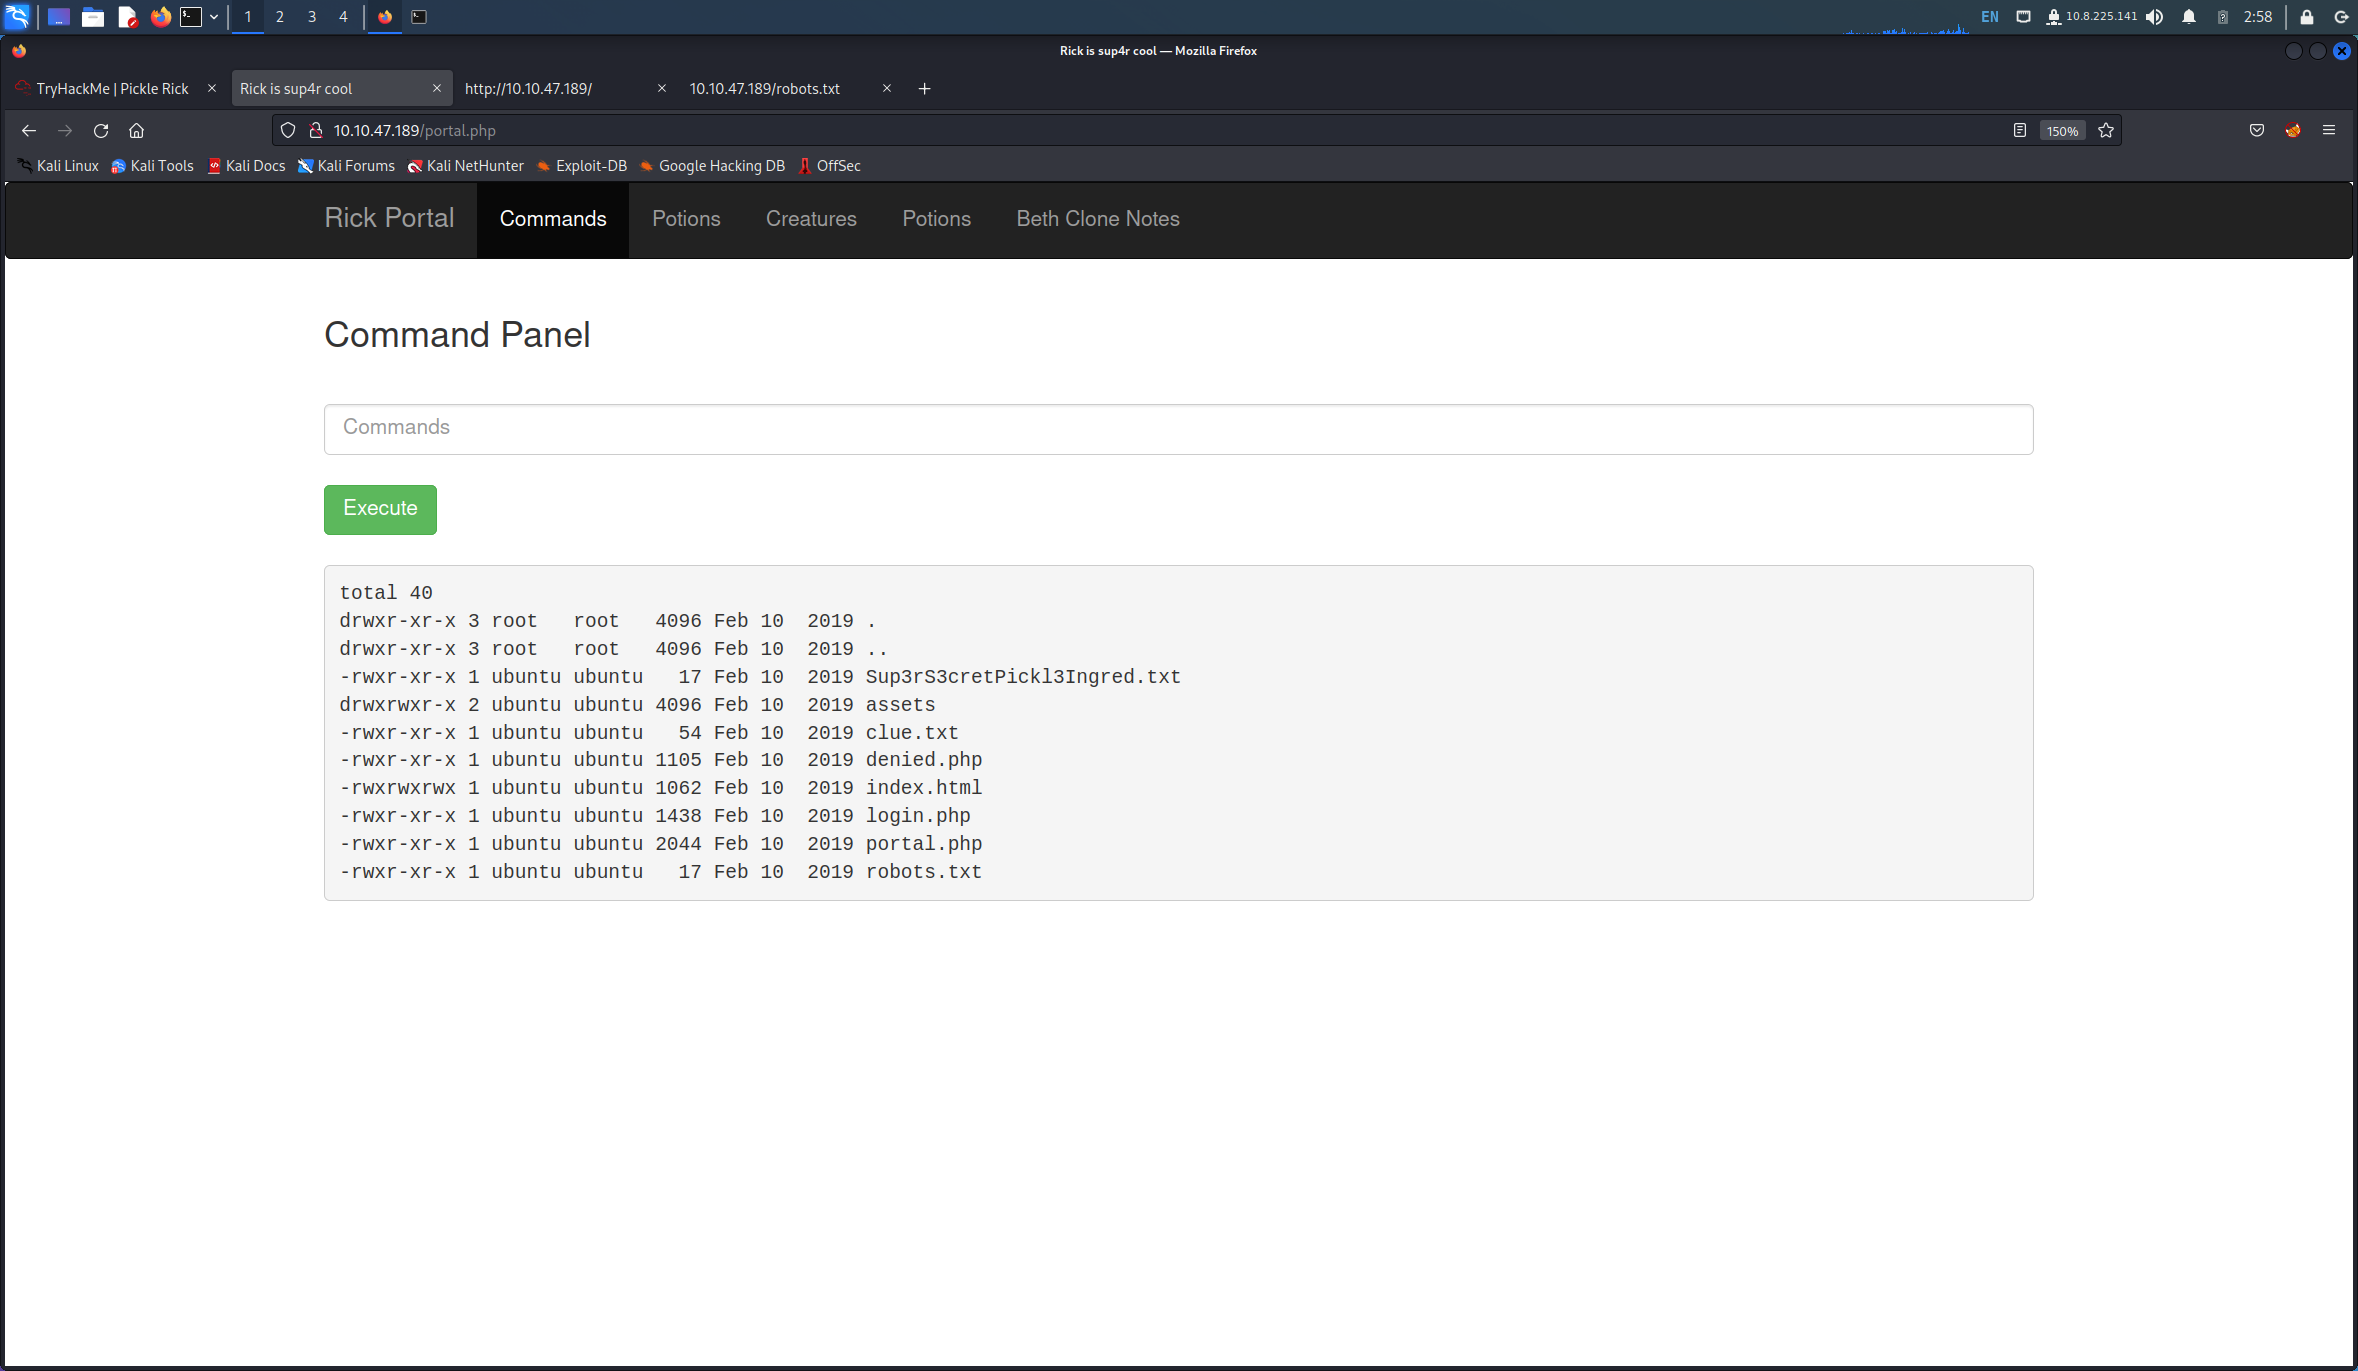 1 2 3 4 EN 10.8.225.141 2:58
Rick is sup4r cool — Mozilla Firefox
TryHackMe | Pickle Rick Rick is sup4r cool http://10.10.47.189/ 10.10.47.189/robots.txt
10.10.47.189/portal.php 150%
Kali Linux Kali Tools Kali Docs Kali Forums Kali NetHunter Exploit-DB Google Hacking DB OffSec
Rick Portal Commands Potions Creatures Potions Beth Clone Notes
Command Panel
Commands
Execute
total 40
drwxr-xr-x 3 root   root   4096 Feb 10  2019 .
drwxr-xr-x 3 root   root   4096 Feb 10  2019 ..
-rwxr-xr-x 1 ubuntu ubuntu   17 Feb 10  2019 Sup3rS3cretPickl3Ingred.txt
drwxrwxr-x 2 ubuntu ubuntu 4096 Feb 10  2019 assets
-rwxr-xr-x 1 ubuntu ubuntu   54 Feb 10  2019 clue.txt
-rwxr-xr-x 1 ubuntu ubuntu 1105 Feb 10  2019 denied.php
-rwxrwxrwx 1 ubuntu ubuntu 1062 Feb 10  2019 index.html
-rwxr-xr-x 1 ubuntu ubuntu 1438 Feb 10  2019 login.php
-rwxr-xr-x 1 ubuntu ubuntu 2044 Feb 10  2019 portal.php
-rwxr-xr-x 1 ubuntu ubuntu   17 Feb 10  2019 robots.txt